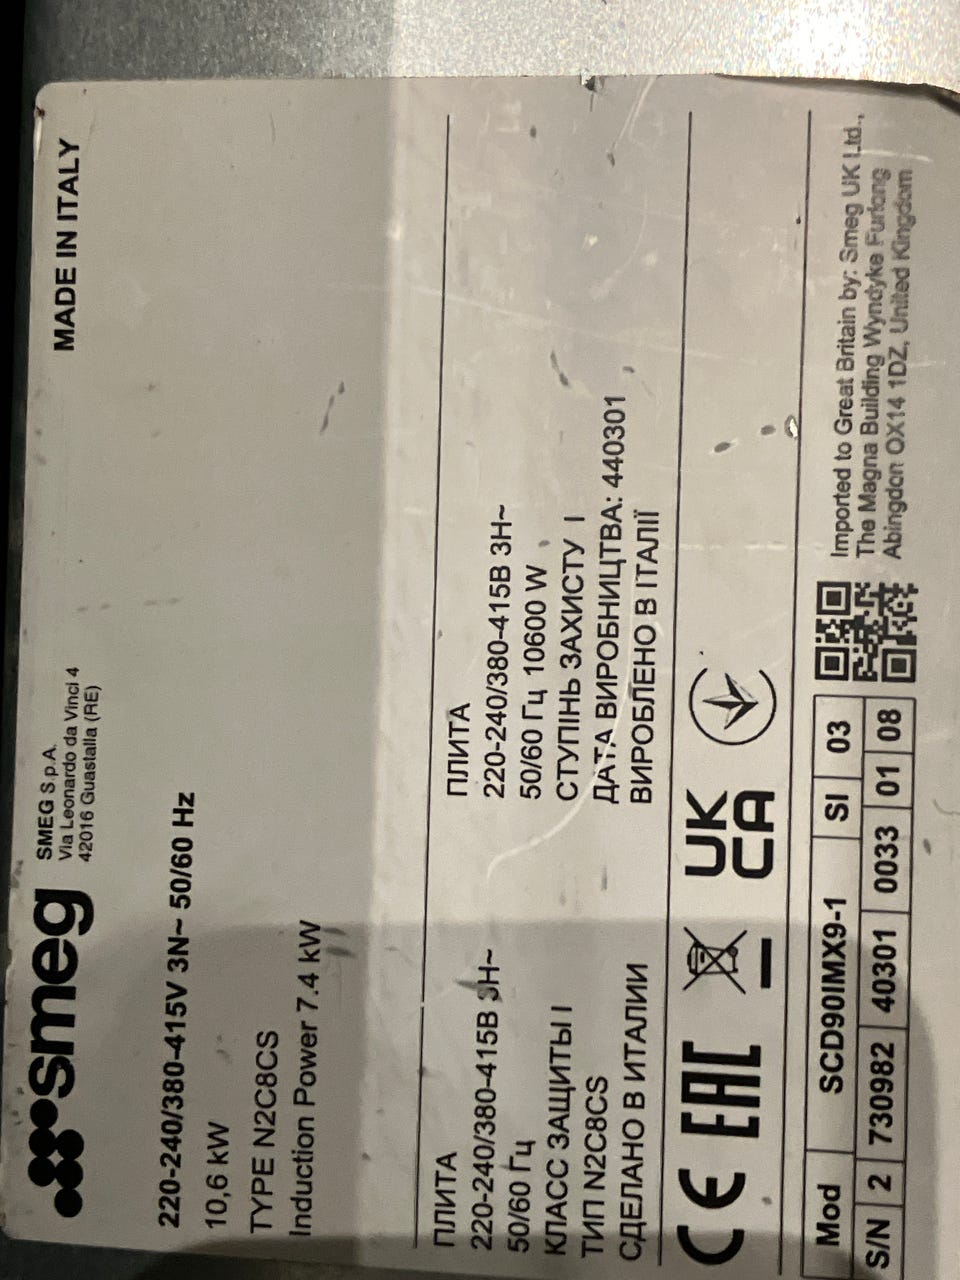 smeg
SMEG S.p.A.
Via Leonardo da Vinci 4
42016 Guastalla (RE)
MADE IN ITALY
220-240/380-415V 3N~ 50/60 Hz
10,6 kW
TYPE N2C8CS
Induction Power 7.4 kW
ПЛИТА
220-240/380-415В 3Н~
50/60 Гц
КЛАСС ЗАЩИТЫ I
ТИП N2C8CS
СДЕЛАНО В ИТАЛИИ
ПЛИТА
220-240/380-415В 3Н~
50/60 Гц 10600 W
СТУПІНЬ ЗАХИСТУ I
ДАТА ВИРОБНИЦТВА: 440301
ВИРОБЛЕНО В ІТАЛІЇ
CE EAC UK
CA
Mod SCD90IMX9-1 SI 03
S/N 2 730982 40301 0033 01 08
Imported to Great Britain by: Smeg UK Ltd.,
The Magna Building Wyndyke Furlong
Abingdon OX14 1DZ, United Kingdom